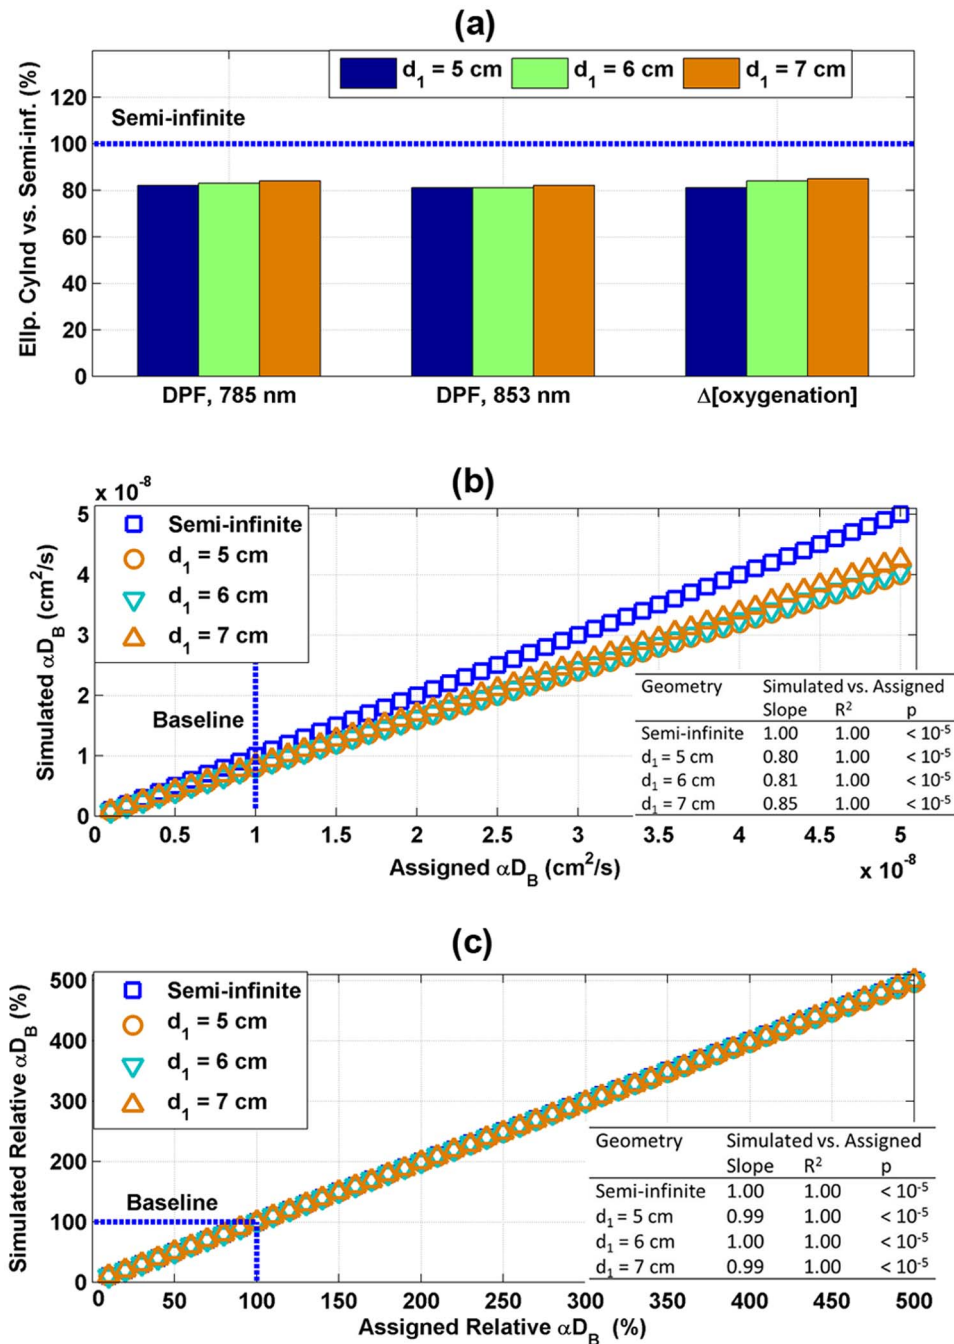 (a)
Ellp. Cylnd vs. Semi-inf. (%)
d₁ = 5 cm d₁ = 6 cm d₁ = 7 cm
Semi-infinite
120
100
80
60
40
20
0
DPF, 785 nm DPF, 853 nm Δ[oxygenation]
(b)
x 10⁻⁸
Simulated αD_B (cm²/s)
5
4
3
2
1
0
Semi-infinite
d₁ = 5 cm
d₁ = 6 cm
d₁ = 7 cm
Baseline
Geometry Simulated vs. Assigned
Slope R² p
Semi-infinite 1.00 1.00 < 10⁻⁵
d₁ = 5 cm 0.80 1.00 < 10⁻⁵
d₁ = 6 cm 0.81 1.00 < 10⁻⁵
d₁ = 7 cm 0.85 1.00 < 10⁻⁵
0 0.5 1 1.5 2 2.5 3 3.5 4 4.5 5
Assigned αD_B (cm²/s) x 10⁻⁸
(c)
Simulated Relative αD_B (%)
500
400
300
200
100
0
Semi-infinite
d₁ = 5 cm
d₁ = 6 cm
d₁ = 7 cm
Baseline
Geometry Simulated vs. Assigned
Slope R² p
Semi-infinite 1.00 1.00 < 10⁻⁵
d₁ = 5 cm 0.99 1.00 < 10⁻⁵
d₁ = 6 cm 1.00 1.00 < 10⁻⁵
d₁ = 7 cm 0.99 1.00 < 10⁻⁵
0 50 100 150 200 250 300 350 400 450 500
Assigned Relative αD_B (%)